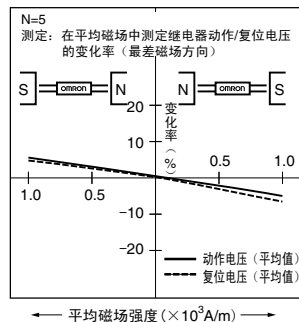 N=5
测定：在平均磁场中测定继电器动作/复位电压
的变化率（最差磁场方向）
S OMRON N
S OMRON N
变化率（%）
20
10
1.0 0.5 0 0.5 1.0
-10
-20
动作电压（平均值）
复位电压（平均值）
平均磁场强度（×10³A/m）